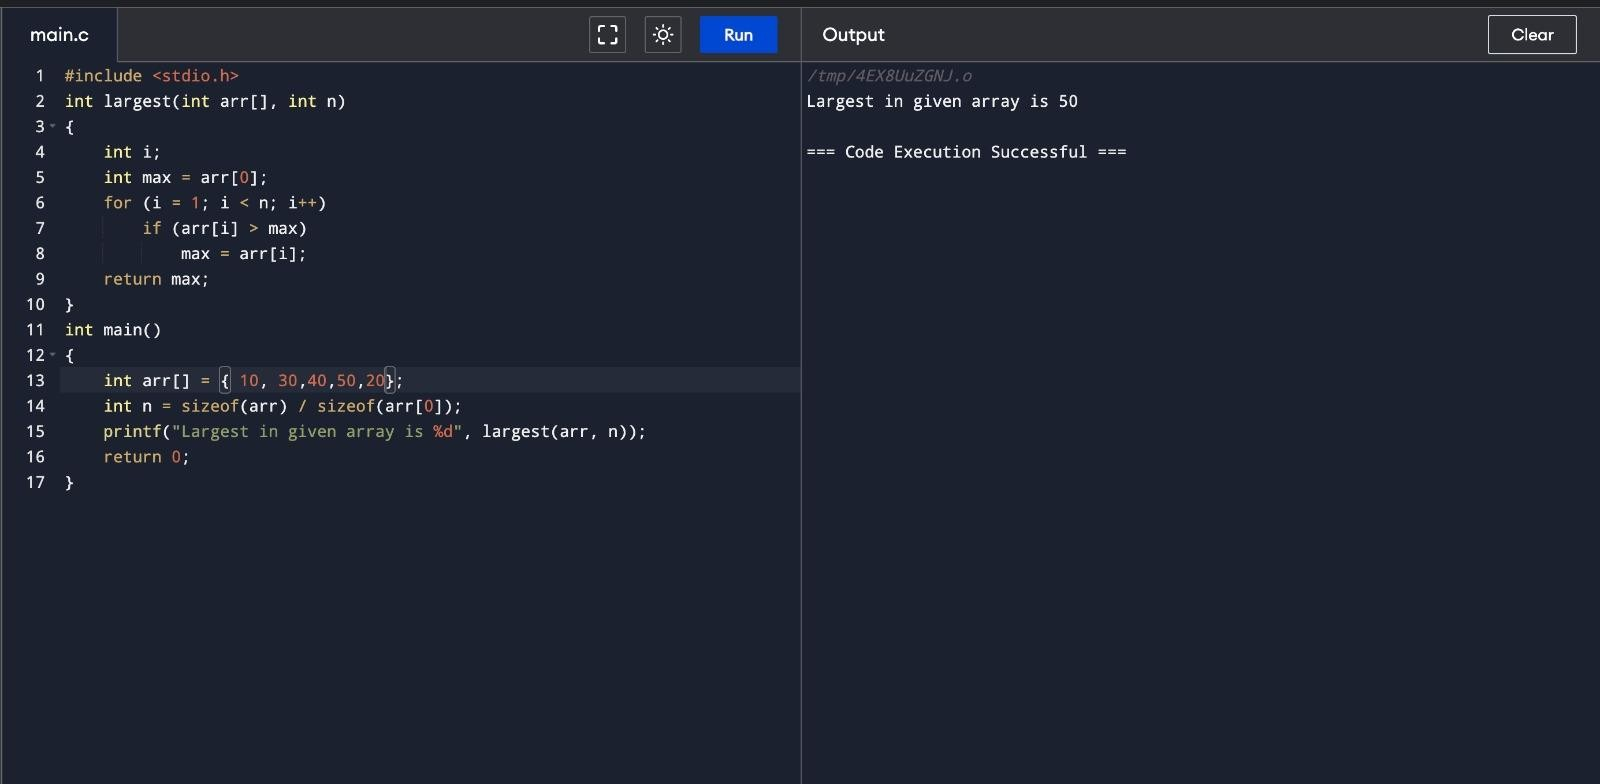 main.c
Run
1 #include <stdio.h>
2 int largest(int arr[], int n)
3 {
4     int i;
5     int max = arr[0];
6     for (i = 1; i < n; i++)
7         if (arr[i] > max)
8             max = arr[i];
9     return max;
10 }
11 int main()
12 {
13     int arr[] = { 10, 30,40,50,20};
14     int n = sizeof(arr) / sizeof(arr[0]);
15     printf("Largest in given array is %d", largest(arr, n));
16     return 0;
17 }
Output
Clear
/tmp/4EX8UuZGNJ.o
Largest in given array is 50
=== Code Execution Successful ===